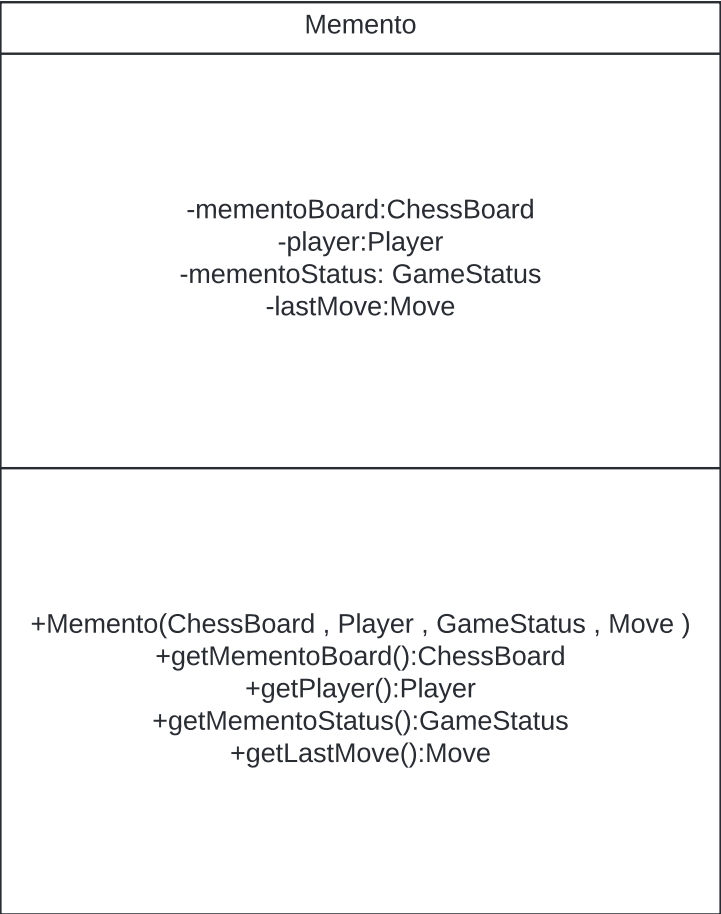 Memento
-mementoBoard:ChessBoard
-player:Player
-mementoStatus: GameStatus
-lastMove:Move
+Memento(ChessBoard , Player , GameStatus , Move )
+getMementoBoard():ChessBoard
+getPlayer():Player
+getMementoStatus():GameStatus
+getLastMove():Move